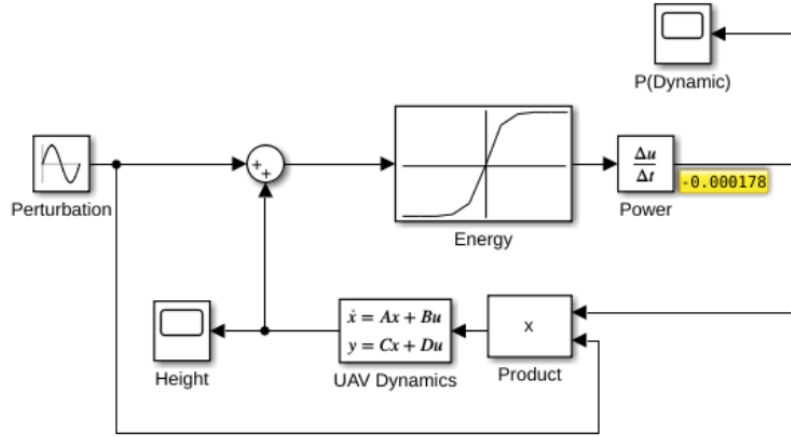 P(Dynamic)
Perturbation
+
+
Energy
Δu
Δt
Power
-0.000178
Height
ẋ = Ax + Bu
y = Cx + Du
UAV Dynamics
x
Product